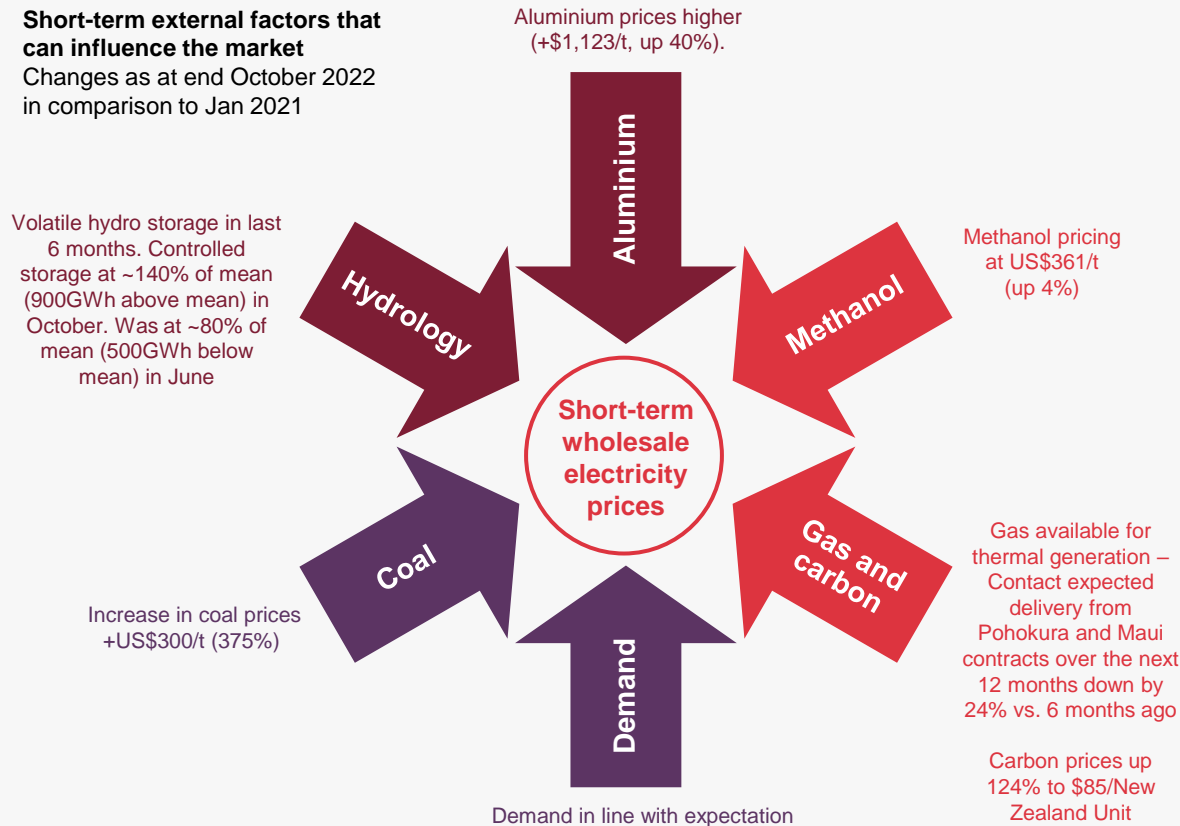 Short-term external factors that
can influence the market
Changes as at end October 2022
in comparison to Jan 2021
Aluminium prices higher
(+$1,123/t, up 40%).
Aluminium
Volatile hydro storage in last
6 months. Controlled
storage at ~140% of mean
(900GWh above mean) in
October. Was at ~80% of
mean (500GWh below
mean) in June
Hydrology
Methanol
Methanol pricing
at US$361/t
(up 4%)
Short-term
wholesale
electricity
prices
Coal
Increase in coal prices
+US$300/t (375%)
Demand
Demand in line with expectation
Gas and
carbon
Gas available for
thermal generation –
Contact expected
delivery from
Pohokura and Maui
contracts over the next
12 months down by
24% vs. 6 months ago
Carbon prices up
124% to $85/New
Zealand Unit